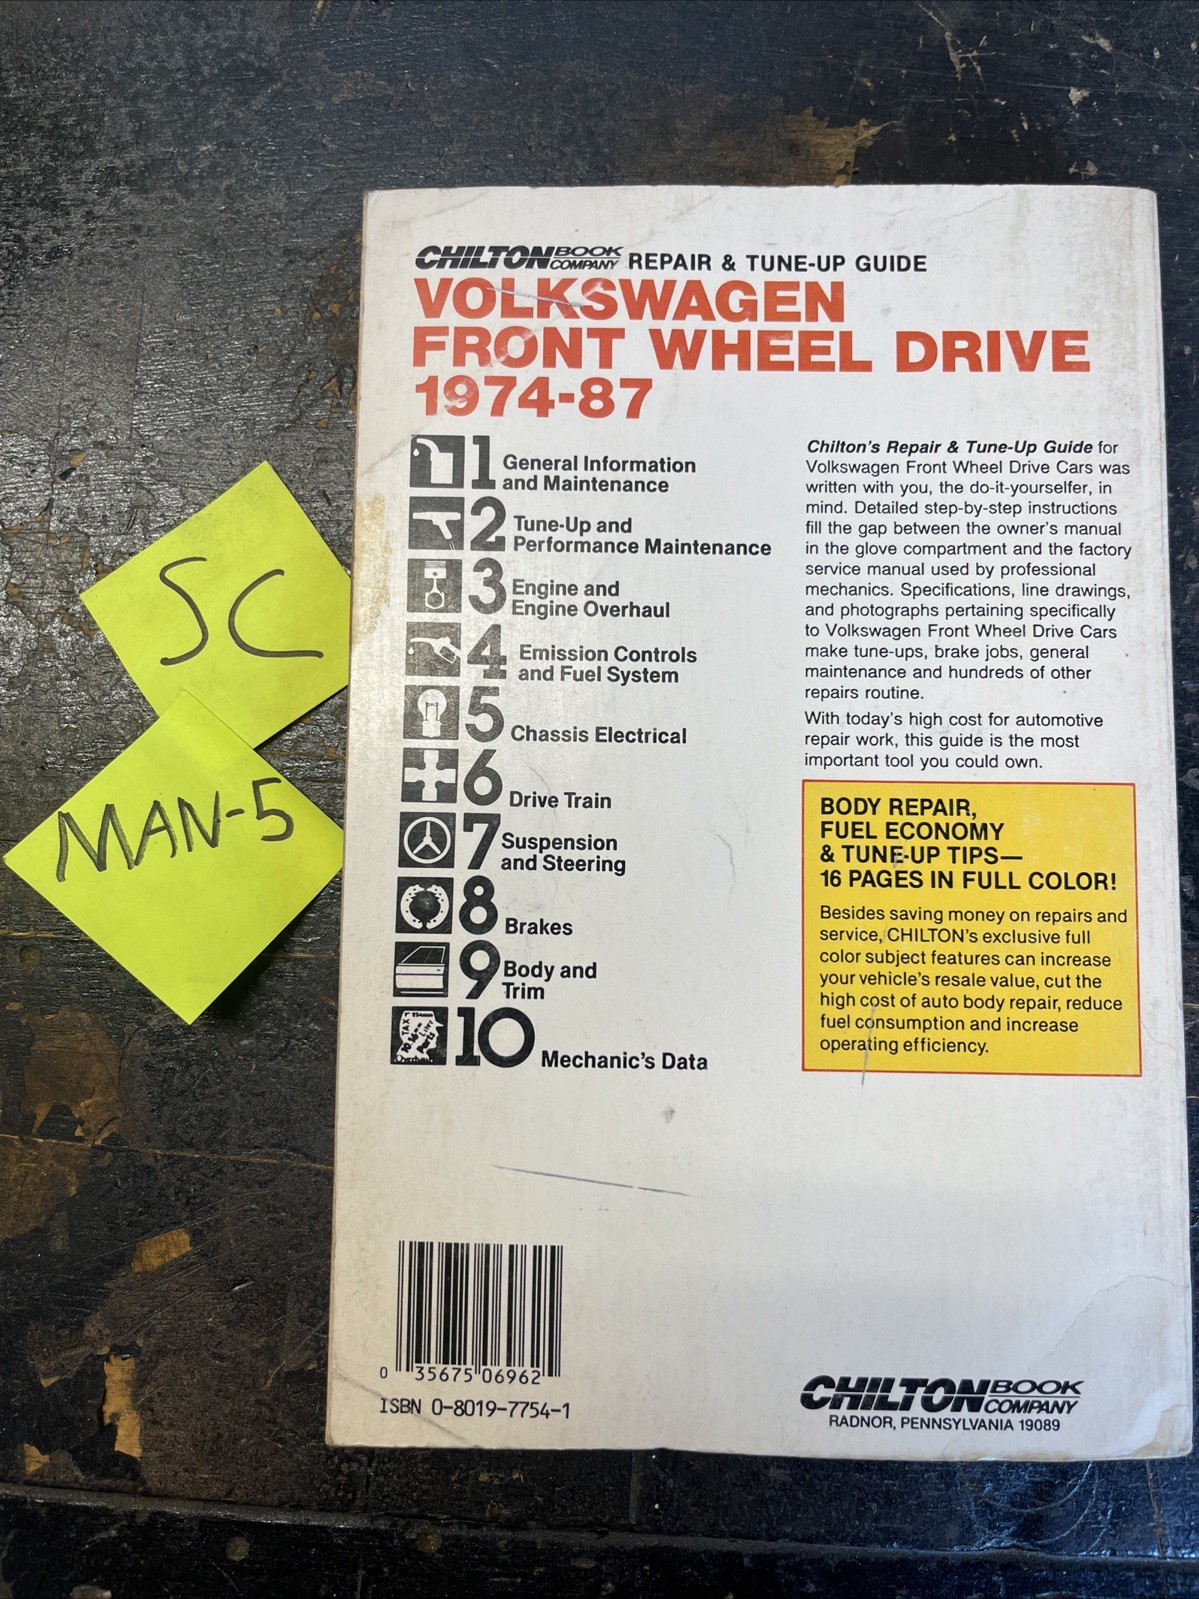 CHILTON BOOK COMPANY REPAIR & TUNE-UP GUIDE
VOLKSWAGEN
FRONT WHEEL DRIVE
1974-87
1 General Information
and Maintenance
2 Tune-Up and
Performance Maintenance
3 Engine and
Engine Overhaul
4 Emission Controls
and Fuel System
5 Chassis Electrical
6 Drive Train
7 Suspension
and Steering
8 Brakes
9 Body and
Trim
10 Mechanic's Data
TAX
Parts
Chilton's Repair & Tune-Up Guide for
Volkswagen Front Wheel Drive Cars was
written with you, the do-it-yourselfer, in
mind. Detailed step-by-step instructions
fill the gap between the owner's manual
in the glove compartment and the factory
service manual used by professional
mechanics. Specifications, line drawings,
and photographs pertaining specifically
to Volkswagen Front Wheel Drive Cars
make tune-ups, brake jobs, general
maintenance and hundreds of other
repairs routine.
With today's high cost for automotive
repair work, this guide is the most
important tool you could own.
BODY REPAIR,
FUEL ECONOMY
& TUNE-UP TIPS—
16 PAGES IN FULL COLOR!
Besides saving money on repairs and
service, CHILTON's exclusive full
color subject features can increase
your vehicle's resale value, cut the
high cost of auto body repair, reduce
fuel consumption and increase
operating efficiency.
SC
MAN-5
0 35675 06962
ISBN 0-8019-7754-1
CHILTON BOOK COMPANY
RADNOR, PENNSYLVANIA 19089